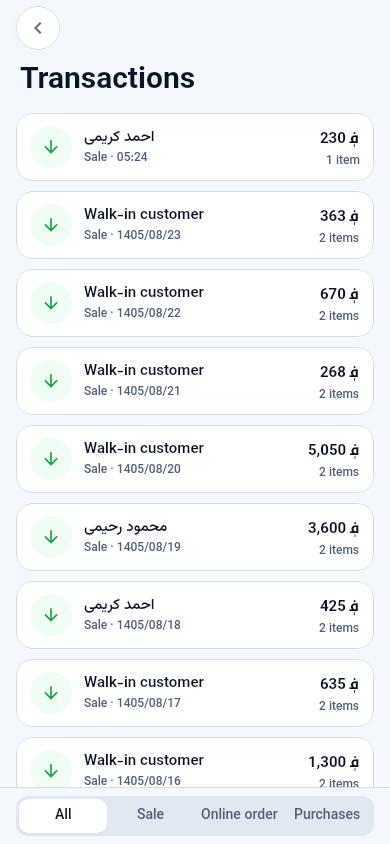 Transactions
احمد کریمی
230 ؋
Sale · 05:24
1 item
Walk-in customer
363 ؋
Sale · 1405/08/23
2 items
Walk-in customer
670 ؋
Sale · 1405/08/22
2 items
Walk-in customer
268 ؋
Sale · 1405/08/21
2 items
Walk-in customer
5,050 ؋
Sale · 1405/08/20
2 items
محمود رحیمی
3,600 ؋
Sale · 1405/08/19
2 items
احمد کریمی
425 ؋
Sale · 1405/08/18
2 items
Walk-in customer
635 ؋
Sale · 1405/08/17
2 items
Walk-in customer
1,300 ؋
Sale · 1405/08/16
2 items
All
Sale
Online order
Purchases